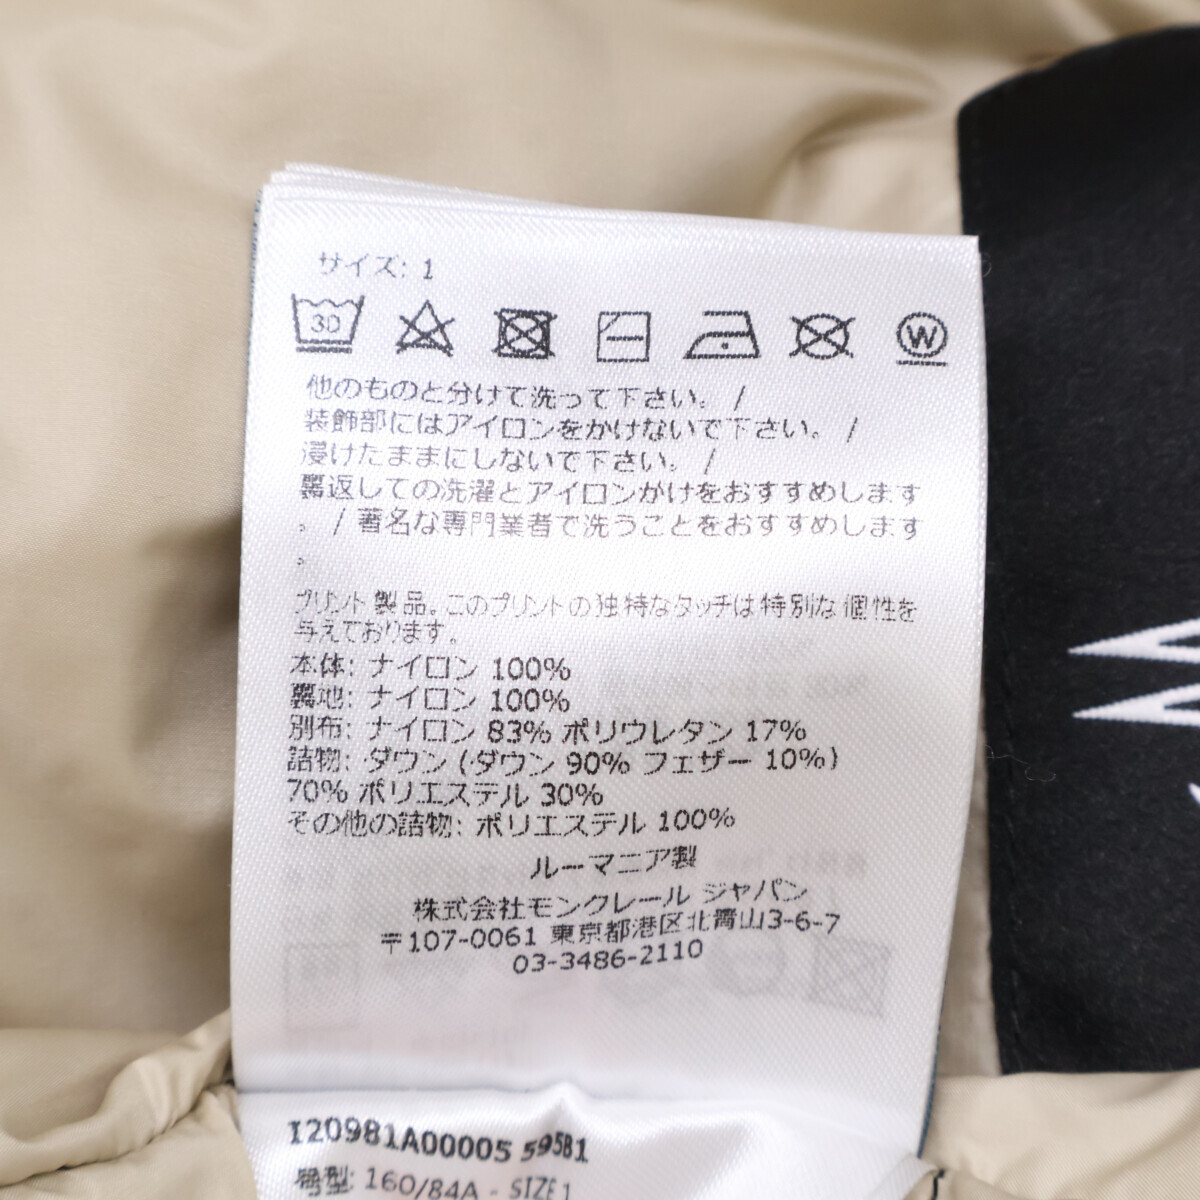 サイズ: 1
30
W
他のものと分けて洗って下さい。 /
装飾部にはアイロンをかけないで下さい。 /
浸けたままにしないで下さい。 /
裏返しての洗濯とアイロンがけをおすすめします
。 / 著名な専門業者で洗うことをおすすめします
。
プリント製品。このプリントの独特なタッチは特別な個性を
与えております。
本体: ナイロン 100%
裏地: ナイロン 100%
別布: ナイロン 83% ポリウレタン 17%
詰物: ダウン (ダウン 90% フェザー 10%)
70% ポリエステル 30%
その他の詰物: ポリエステル 100%
ルーマニア製
株式会社モンクレール ジャパン
〒107-0061 東京都港区北青山3-6-7
03-3486-2110
I20981A00005 595B1
号型: 160/84A - SIZE 1